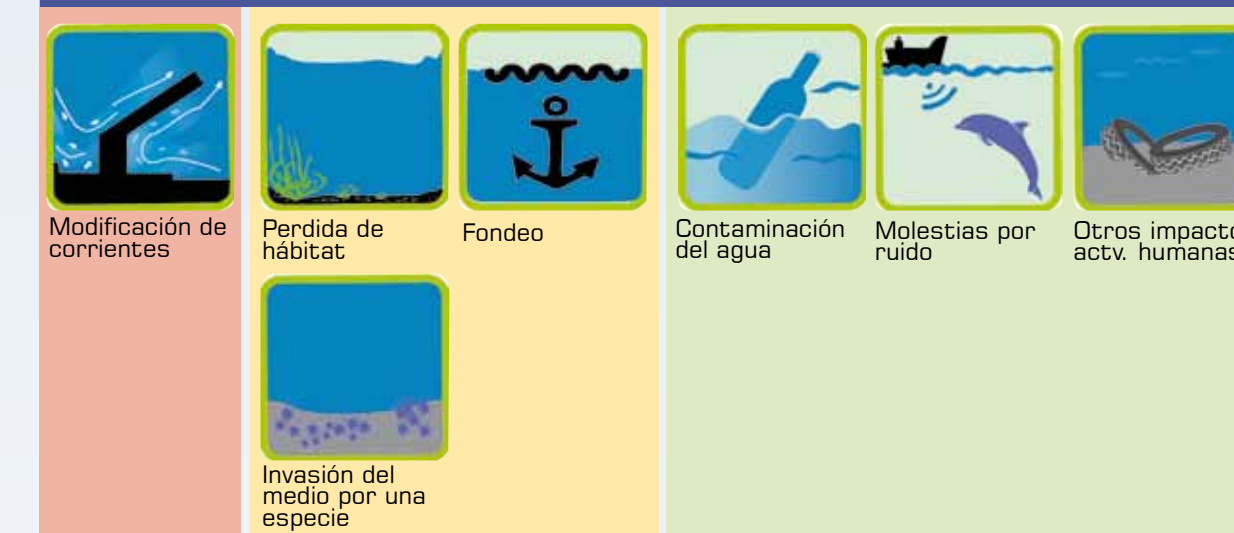 Modificación de
corrientes
Perdida de
hábitat
Fondeo
Contaminación
del agua
Molestias por
ruido
Otros impacto
actv. humanas
Invasión del
medio por una
especie